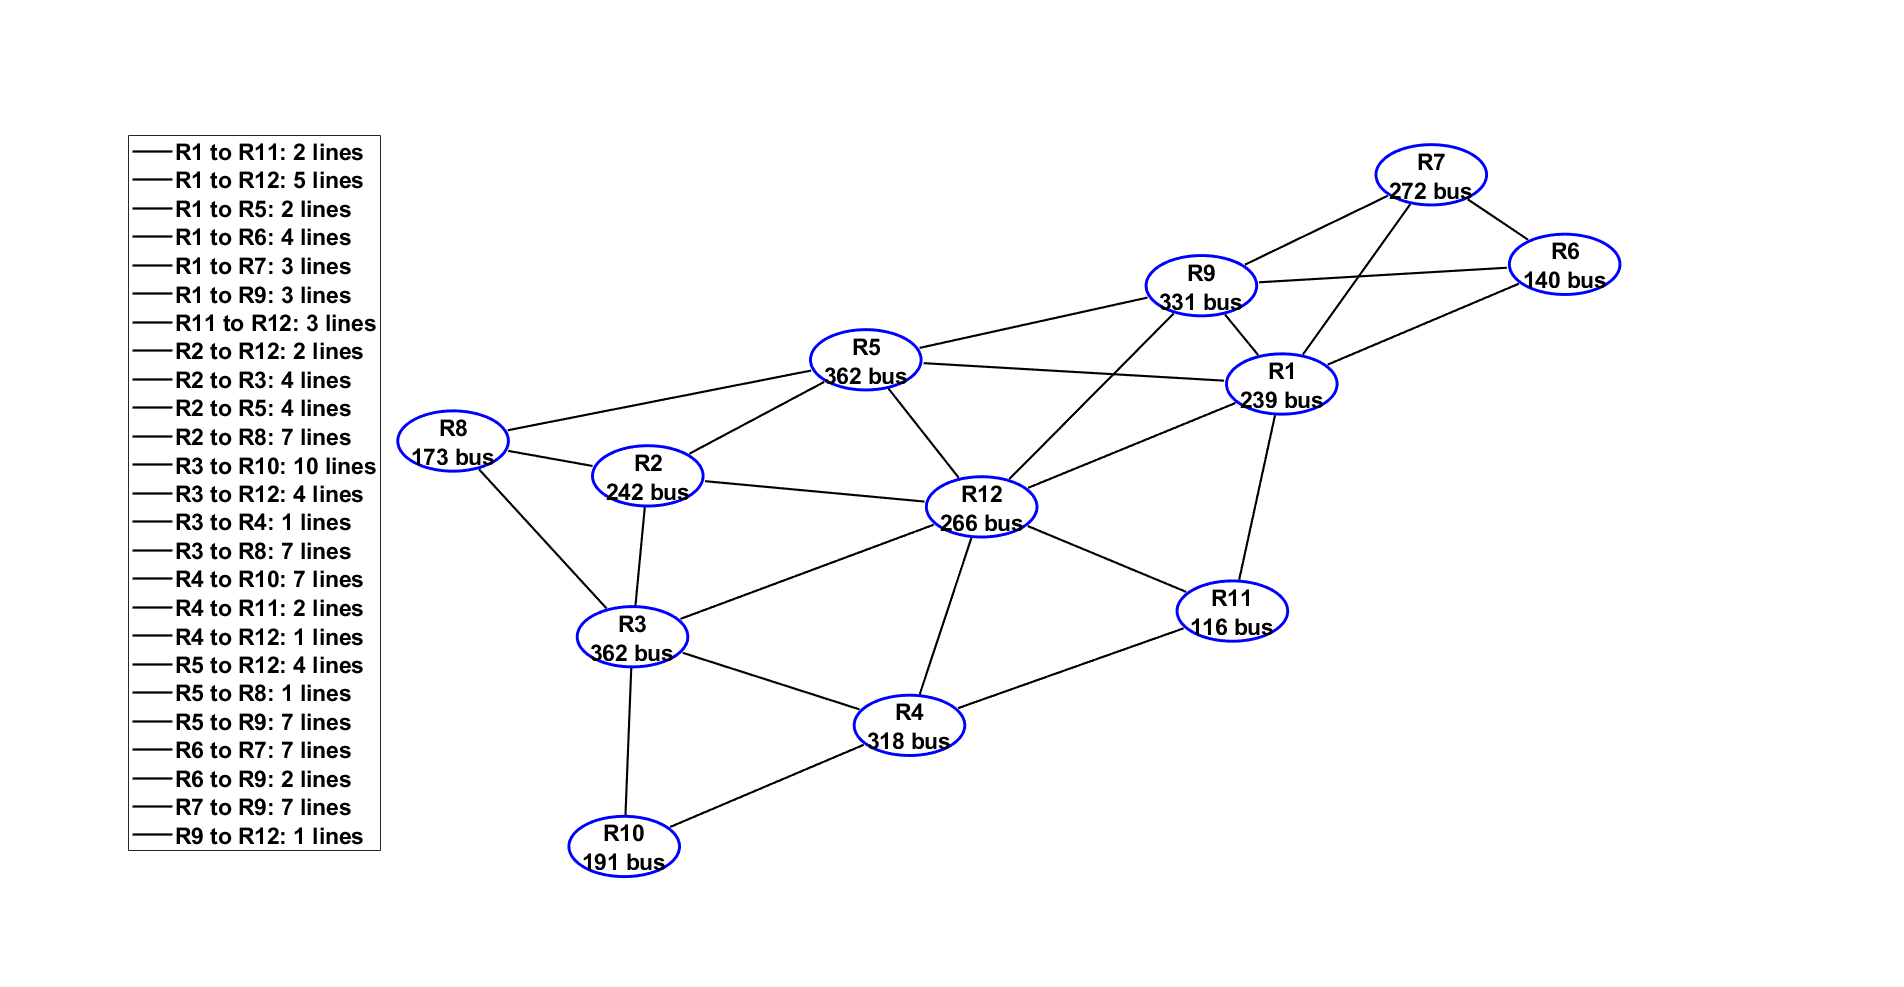 R1 to R11: 2 lines
R1 to R12: 5 lines
R1 to R5: 2 lines
R1 to R6: 4 lines
R1 to R7: 3 lines
R1 to R9: 3 lines
R11 to R12: 3 lines
R2 to R12: 2 lines
R2 to R3: 4 lines
R2 to R5: 4 lines
R2 to R8: 7 lines
R3 to R10: 10 lines
R3 to R12: 4 lines
R3 to R4: 1 lines
R3 to R8: 7 lines
R4 to R10: 7 lines
R4 to R11: 2 lines
R4 to R12: 1 lines
R5 to R12: 4 lines
R5 to R8: 1 lines
R5 to R9: 7 lines
R6 to R7: 7 lines
R6 to R9: 2 lines
R7 to R9: 7 lines
R9 to R12: 1 lines
R7
272 bus
R6
140 bus
R9
331 bus
R5
362 bus
R1
239 bus
R8
173 bus
R2
242 bus
R12
266 bus
R11
116 bus
R3
362 bus
R4
318 bus
R10
191 bus